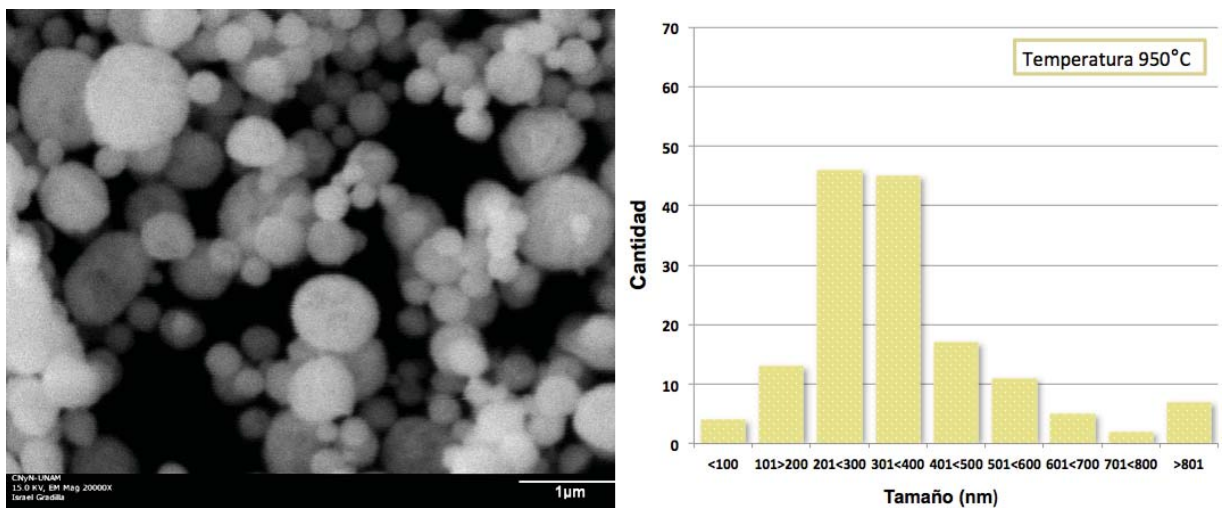 CNyN-UNAM
15.0 KV, EM Mag 20000X
Israel Gradilla
1µm
70
60
50
40
30
20
10
0
Cantidad
Temperatura 950°C
<100 101>200 201<300 301<400 401<500 501<600 601<700 701<800 >801
Tamaño (nm)